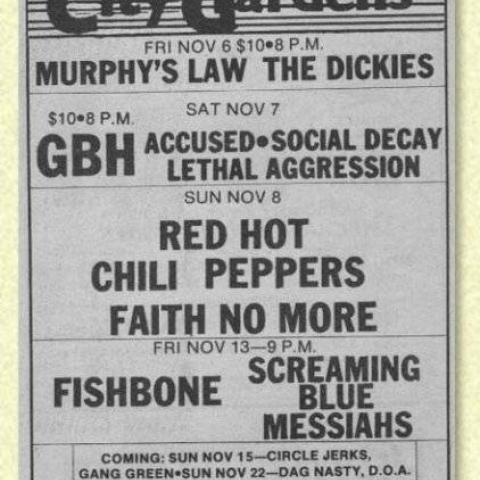 City Gardens
FRI NOV 6 $10•8 P.M.
MURPHY'S LAW THE DICKIES
SAT NOV 7
$10•8 P.M.
GBH ACCUSED•SOCIAL DECAY
LETHAL AGGRESSION
SUN NOV 8
RED HOT
CHILI PEPPERS
FAITH NO MORE
FRI NOV 13—9 P.M.
FISHBONE SCREAMING
BLUE
MESSIAHS
COMING: SUN NOV 15—CIRCLE JERKS,
GANG GREEN•SUN NOV 22—DAG NASTY, D.O.A.